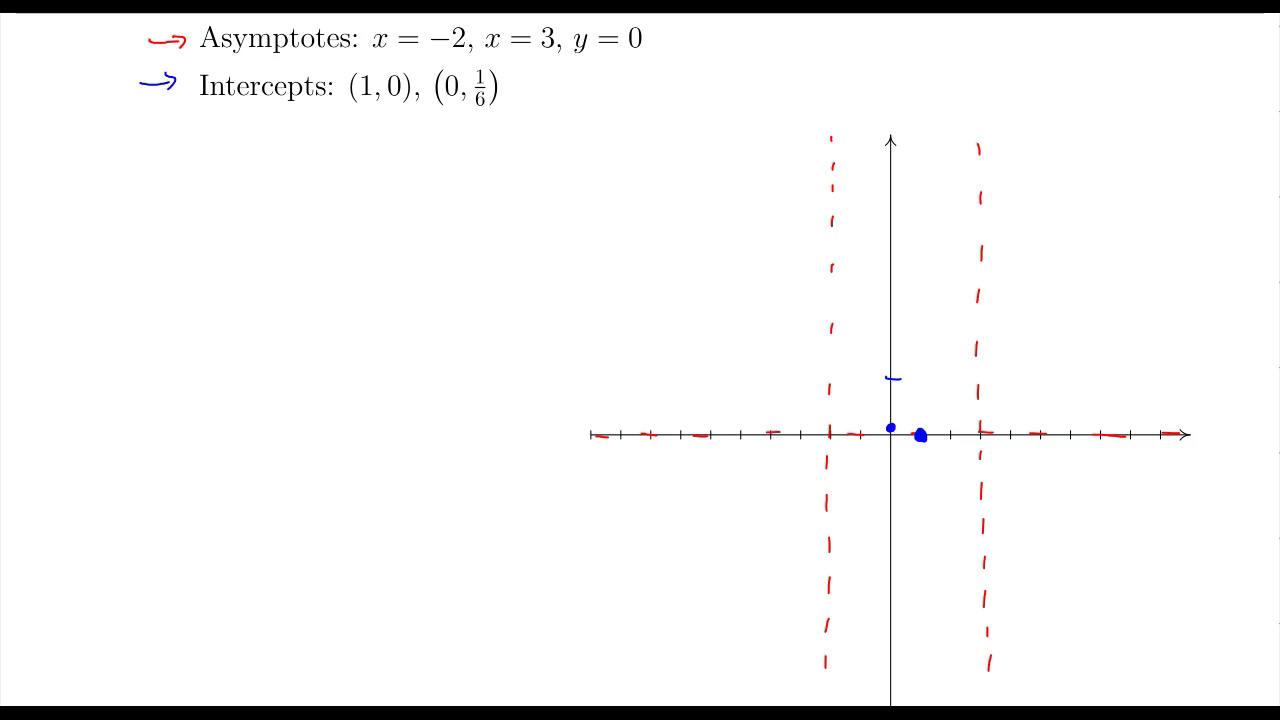 Asymptotes: x = −2, x = 3, y = 0
Intercepts: (1, 0), (0, 1/6)